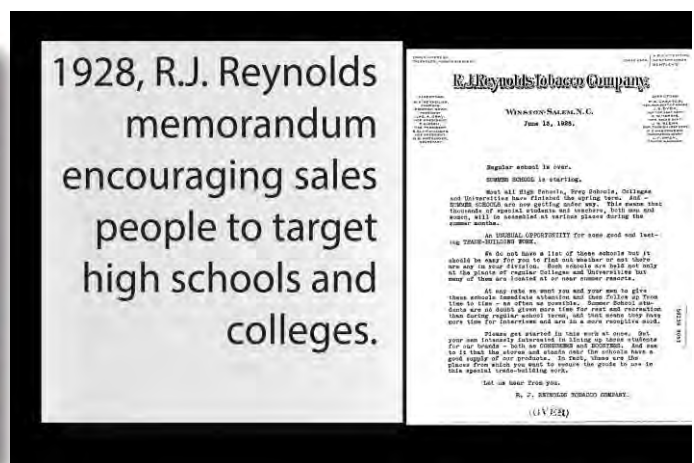 1928, R.J. Reynolds
memorandum
encouraging sales
people to target
high schools and
colleges.
R. J. Reynolds Tobacco Company
WINSTON-SALEM, N.C.
June 18, 1928.
Regular school is over.
SUMMER SCHOOL is starting.
Most all High Schools, Prep Schools, Colleges
and Universities have finished the spring term. And -
SUMMER SCHOOLS are now getting under way. This means that
thousands of special students and teachers, both men and
women, will be assembled at various places during the
summer months.
An UNUSUAL OPPORTUNITY for some good and last-
ing TRADE-BUILDING WORK.
We do not have a list of these schools but it
should be easy for you to find out whether or not there
are any in your division. Such schools are held not only
at the plants of regular Colleges and Universities but
many of them are located at or near summer resorts.
At any rate we want you and your men to give
these schools immediate attention and then follow up from
time to time - as often as possible. Summer School stu-
dents are no doubt given more time for rest and recreation
than during regular school terms, and that means they have
more time for interviews and are in a more receptive mood.
Please get started in this work at once. Get
your men intensely interested in lining up these students
for our brands - both as CONSUMERS and BOOSTERS. And see
to it that the stores and stands near the schools have a
good supply of our products. In fact, these are the
places from which you want to secure the goods to use in
this special trade-building work.
Let us hear from you.
R. J. REYNOLDS TOBACCO COMPANY.
(OVER)